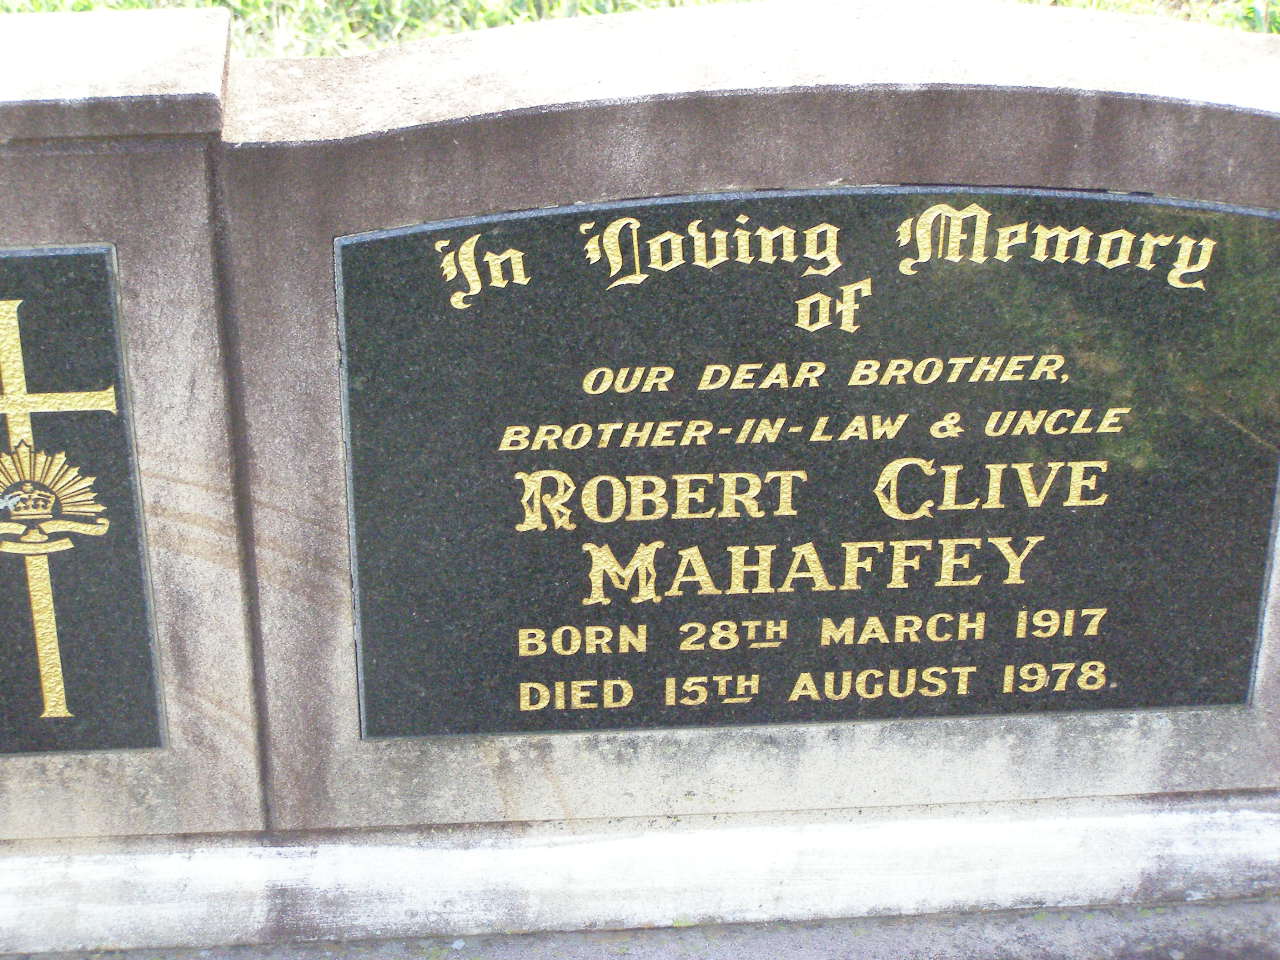 In Loving Memory
of
OUR DEAR BROTHER,
BROTHER-IN-LAW & UNCLE
ROBERT CLIVE
MAHAFFEY
BORN 28TH MARCH 1917
DIED 15TH AUGUST 1978.